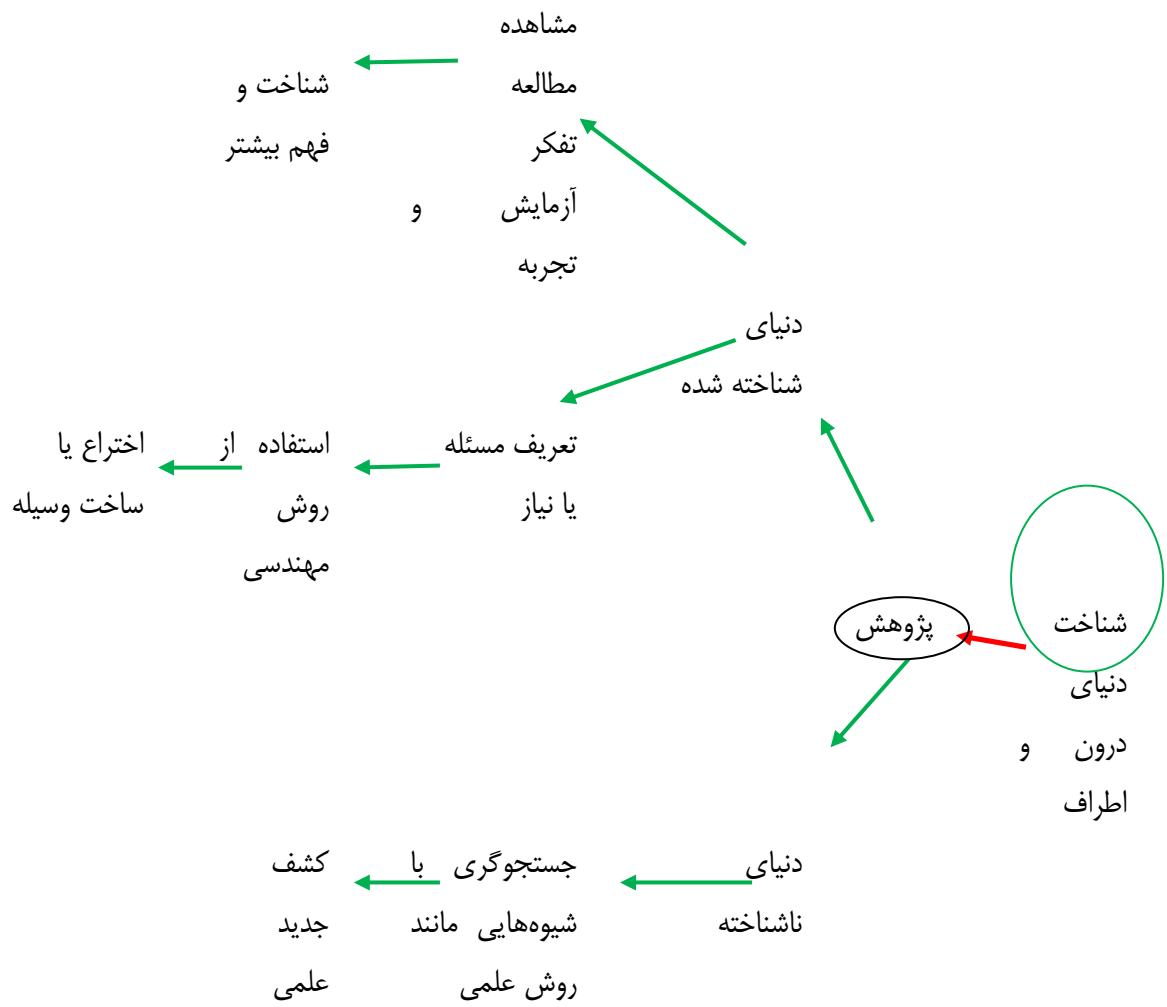 مشاهده
مطالعه
تفکر
آزمایش و
تجربه
شناخت و
فهم بیشتر
دنیای
شناخته شده
تعریف مسئله
یا نیاز
استفاده از
روش
مهندسی
اختراع یا
ساخت وسیله
شناخت
دنیای
درون و
اطراف
پژوهش
دنیای
ناشناخته
جستجوگری با
شیوه‌هایی مانند
روش علمی
کشف
جدید
علمی